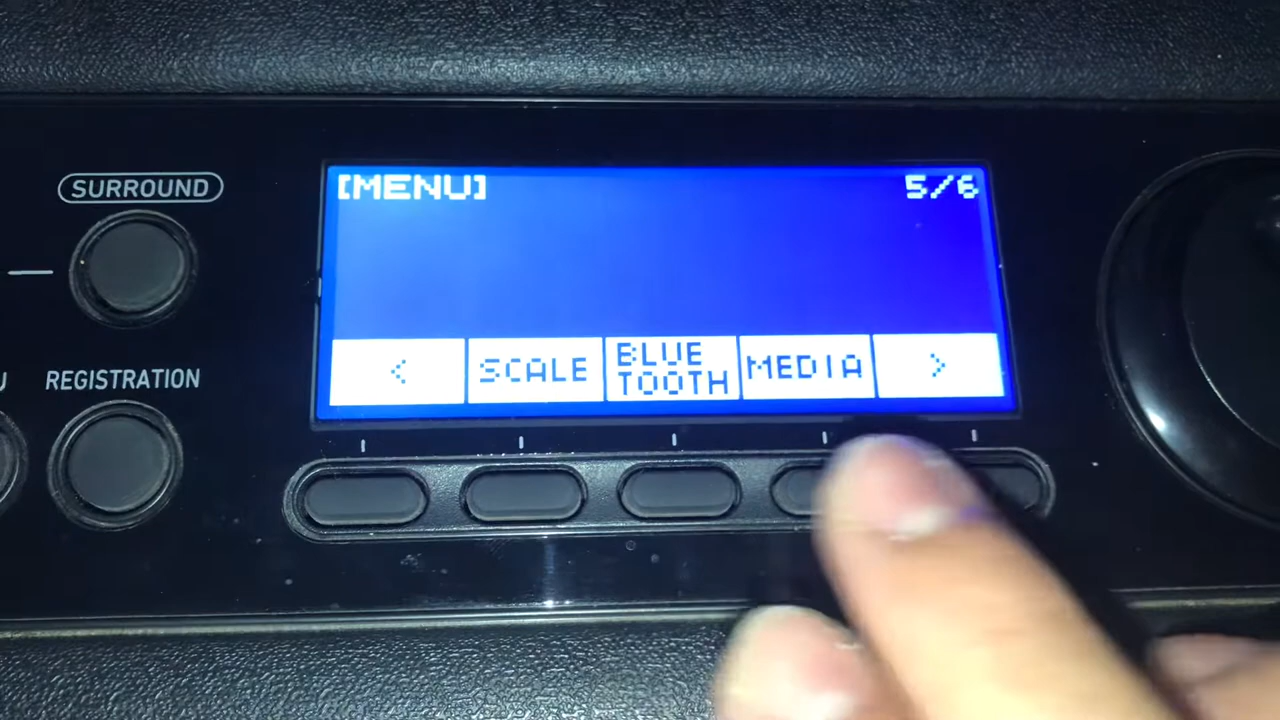 SURROUND
REGISTRATION
[MENU] 5/6
< SCALE BLUE TOOTH MEDIA >